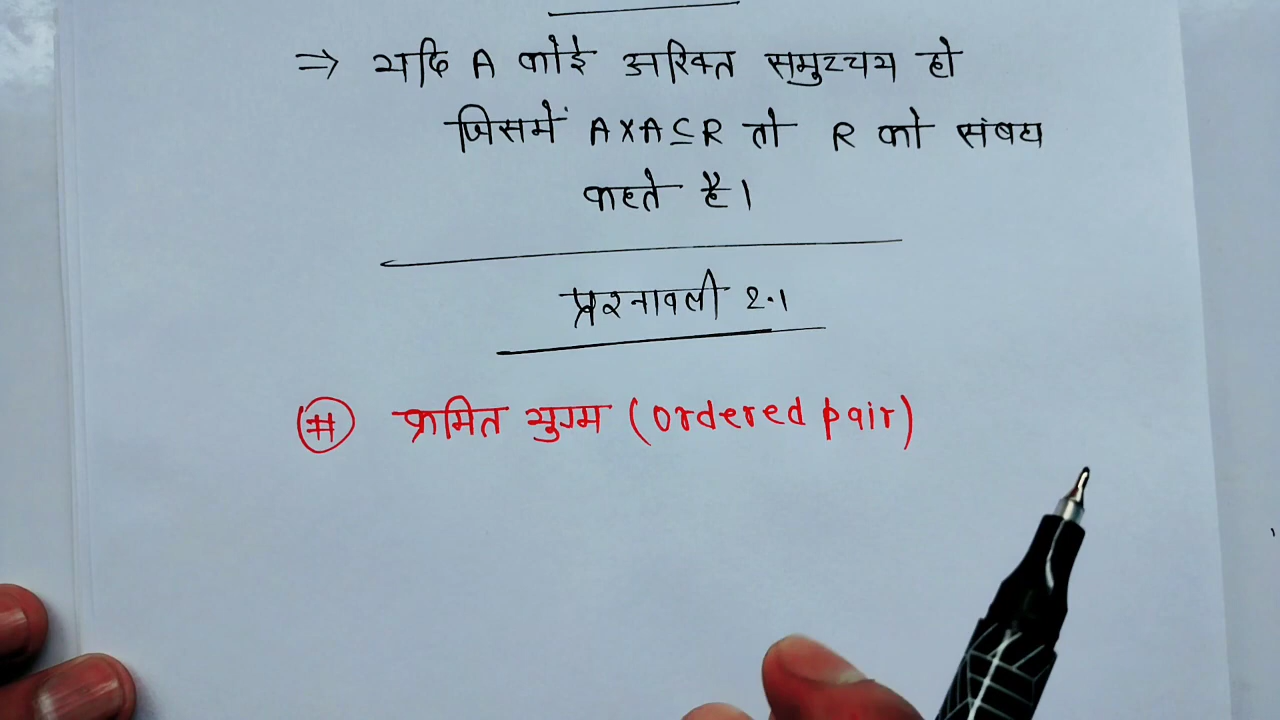 ⇒ यदि A कोई अरिक्त समुच्चय हो
जिसमें A×A⊆R तो R को संबंध
कहते है।
प्रश्नावली 2.1
# क्रमित युग्म (ordered pair)